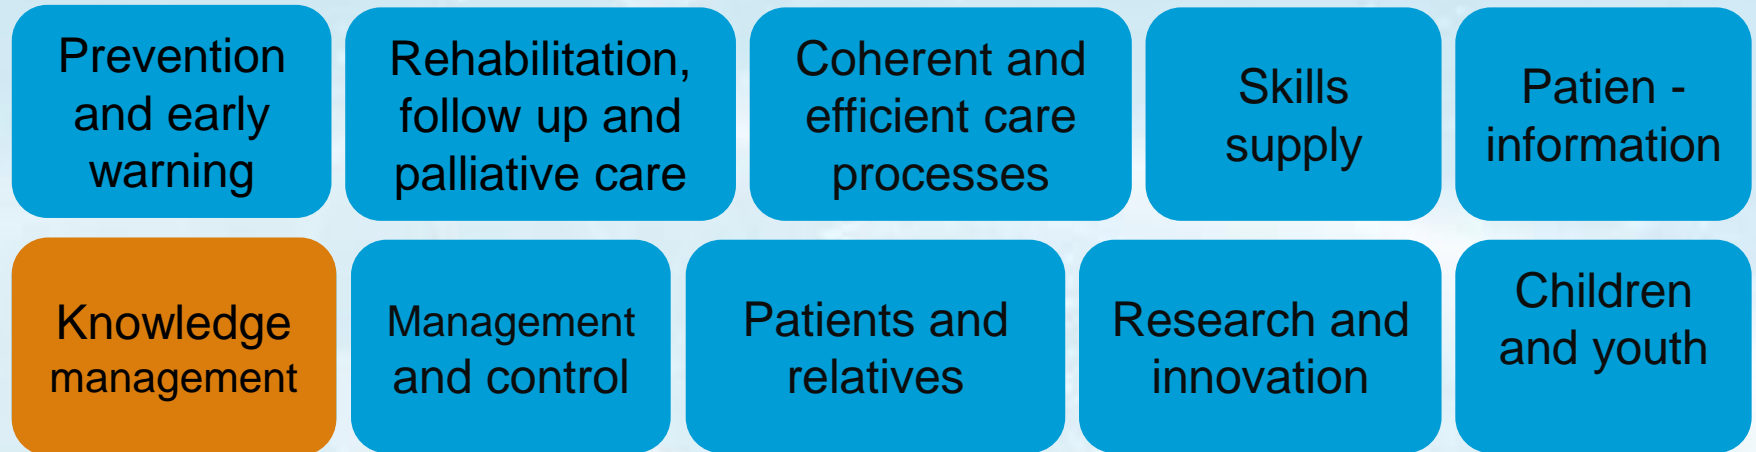 Prevention
and early
warning
Rehabilitation,
follow up and
palliative care
Coherent and
efficient care
processes
Skills
supply
Patien -
information
Knowledge
management
Management
and control
Patients and
relatives
Research and
innovation
Children
and youth